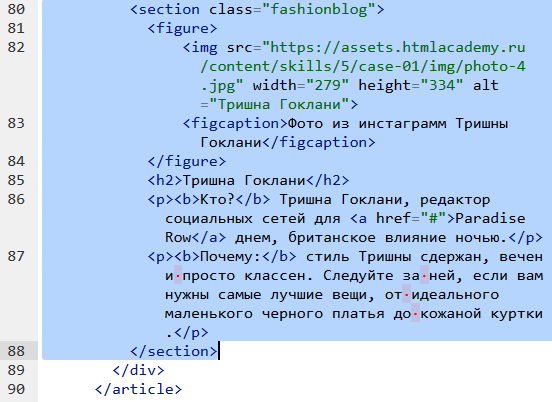 80 <section class="fashionblog">
81 <figure>
82 <img src="https://assets.htmlacademy.ru
/content/skills/5/case-01/img/photo-4
.jpg" width="279" height="334" alt
="Тришна Гоклани">
83 <figcaption>Фото из инстаграмм Тришны
Гоклани</figcaption>
84 </figure>
85 <h2>Тришна Гоклани</h2>
86 <p><b>Кто?</b> Тришна Гоклани, редактор
социальных сетей для <a href="#">Paradise
Row</a> днем, британское влияние ночью.</p>
87 <p><b>Почему:</b> стиль Тришны сдержан, вечен
и·просто классен. Следуйте за·ней, если вам
нужны самые лучшие вещи, от·идеального
маленького черного платья до·кожаной куртки
.</p>
88 </section>
89 </div>
90 </article>